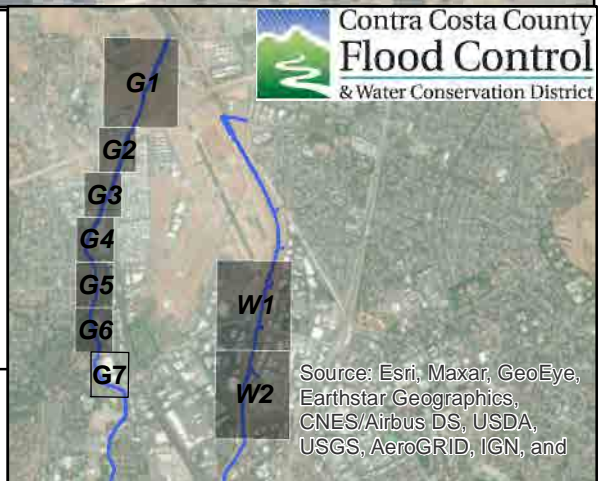 Contra Costa County
Flood Control
& Water Conservation District
G1
G2
G3
G4
G5
G6
G7
W1
W2
Source: Esri, Maxar, GeoEye,
Earthstar Geographics,
CNES/Airbus DS, USDA,
USGS, AeroGRID, IGN, and